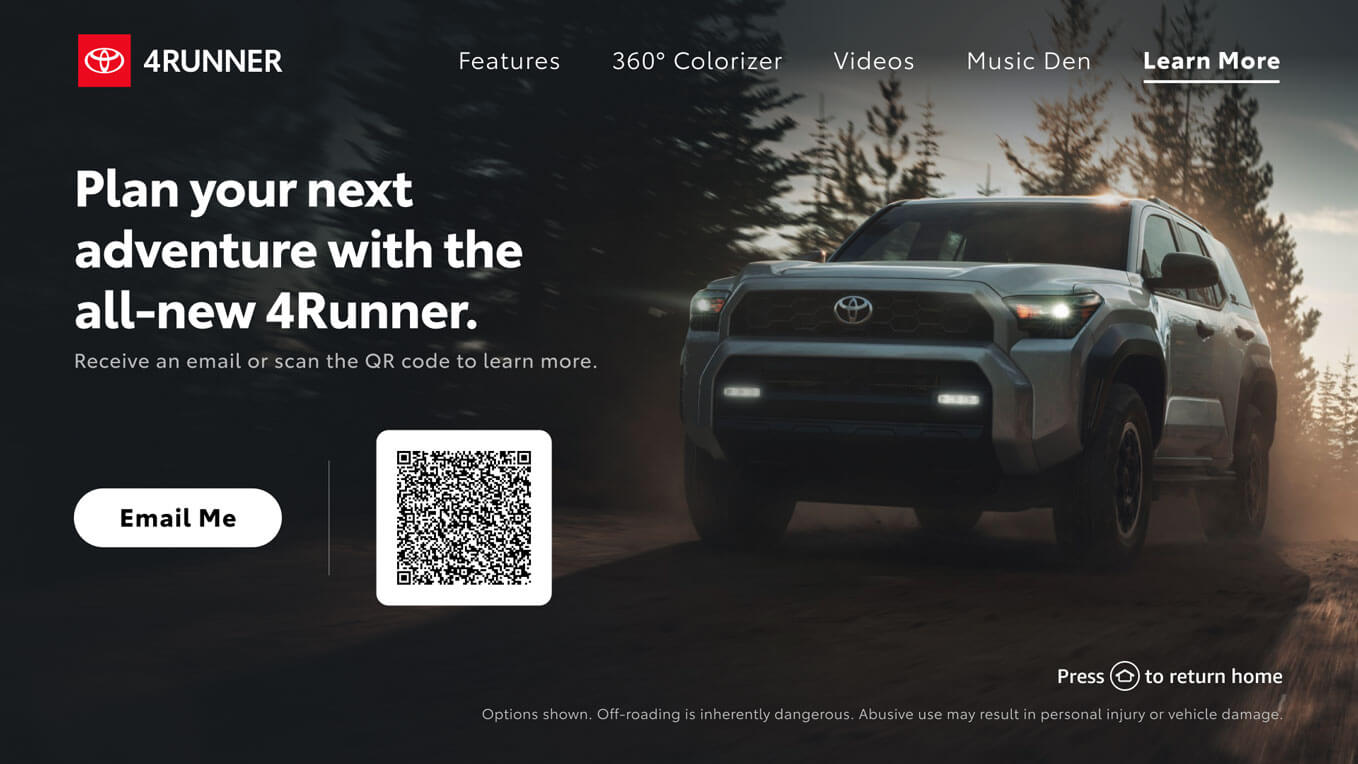 4RUNNER
Features
360° Colorizer
Videos
Music Den
Learn More
Plan your next
adventure with the
all-new 4Runner.
Receive an email or scan the QR code to learn more.
Email Me
Press to return home
Options shown. Off-roading is inherently dangerous. Abusive use may result in personal injury or vehicle damage.